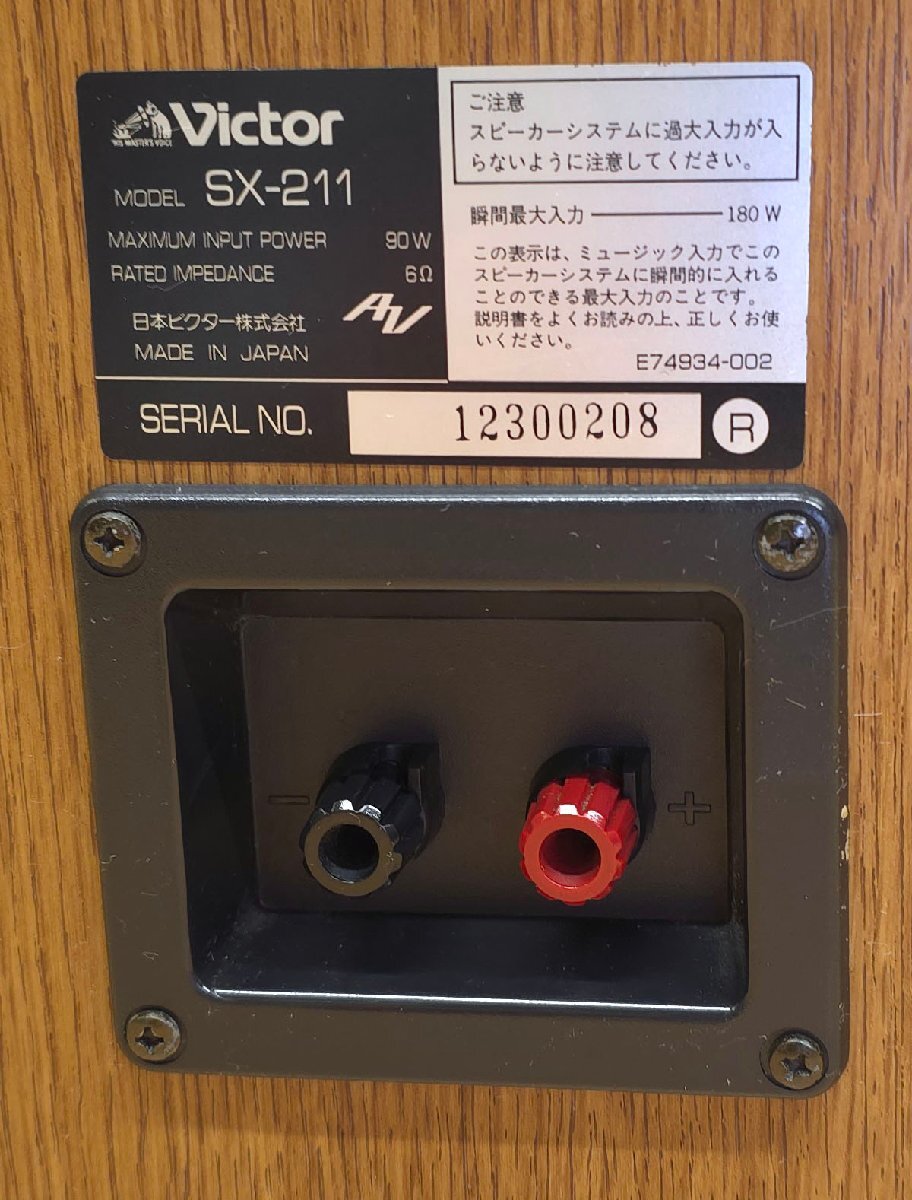 HIS MASTER'S VOICE
Victor
MODEL SX-211
MAXIMUM INPUT POWER 90W
RATED IMPEDANCE 6Ω
AV
日本ビクター株式会社
MADE IN JAPAN
ご注意
スピーカーシステムに過大入力が入
らないように注意してください。
瞬間最大入力 ― 180W
この表示は、ミュージック入力でこの
スピーカーシステムに瞬間的に入れる
ことのできる最大入力のことです。
説明書をよくお読みの上、正しくお使
いください。
E74934-002
SERIAL NO. 12300208 R
− +